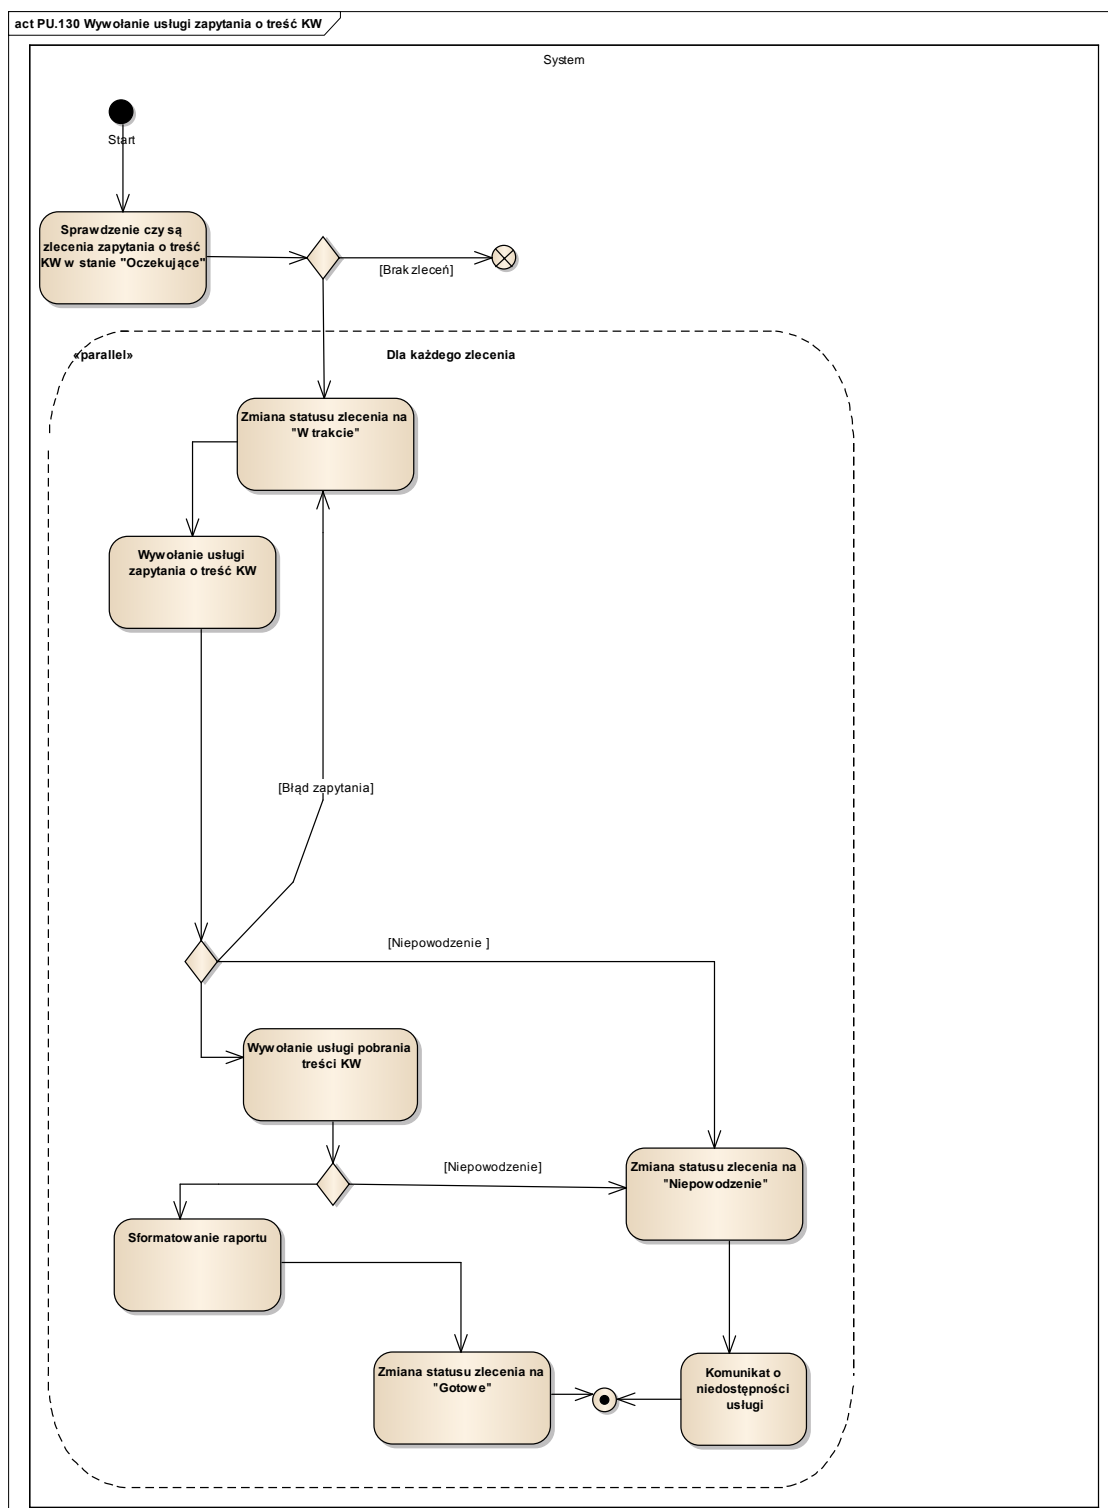 act PU.130 Wywołanie usługi zapytania o treść KW
System
Start
Sprawdzenie czy są
zlecenia zapytania o treść
KW w stanie "Oczekujące"
[Brak zleceń]
«parallel»
Dla każdego zlecenia
Zmiana statusu zlecenia na
"W trakcie"
Wywołanie usługi
zapytania o treść KW
[Błąd zapytania]
[Niepowodzenie ]
Wywołanie usługi pobrania
treści KW
[Niepowodzenie]
Zmiana statusu zlecenia na
"Niepowodzenie"
Sformatowanie raportu
Zmiana statusu zlecenia na
"Gotowe"
Komunikat o
niedostępności
usługi